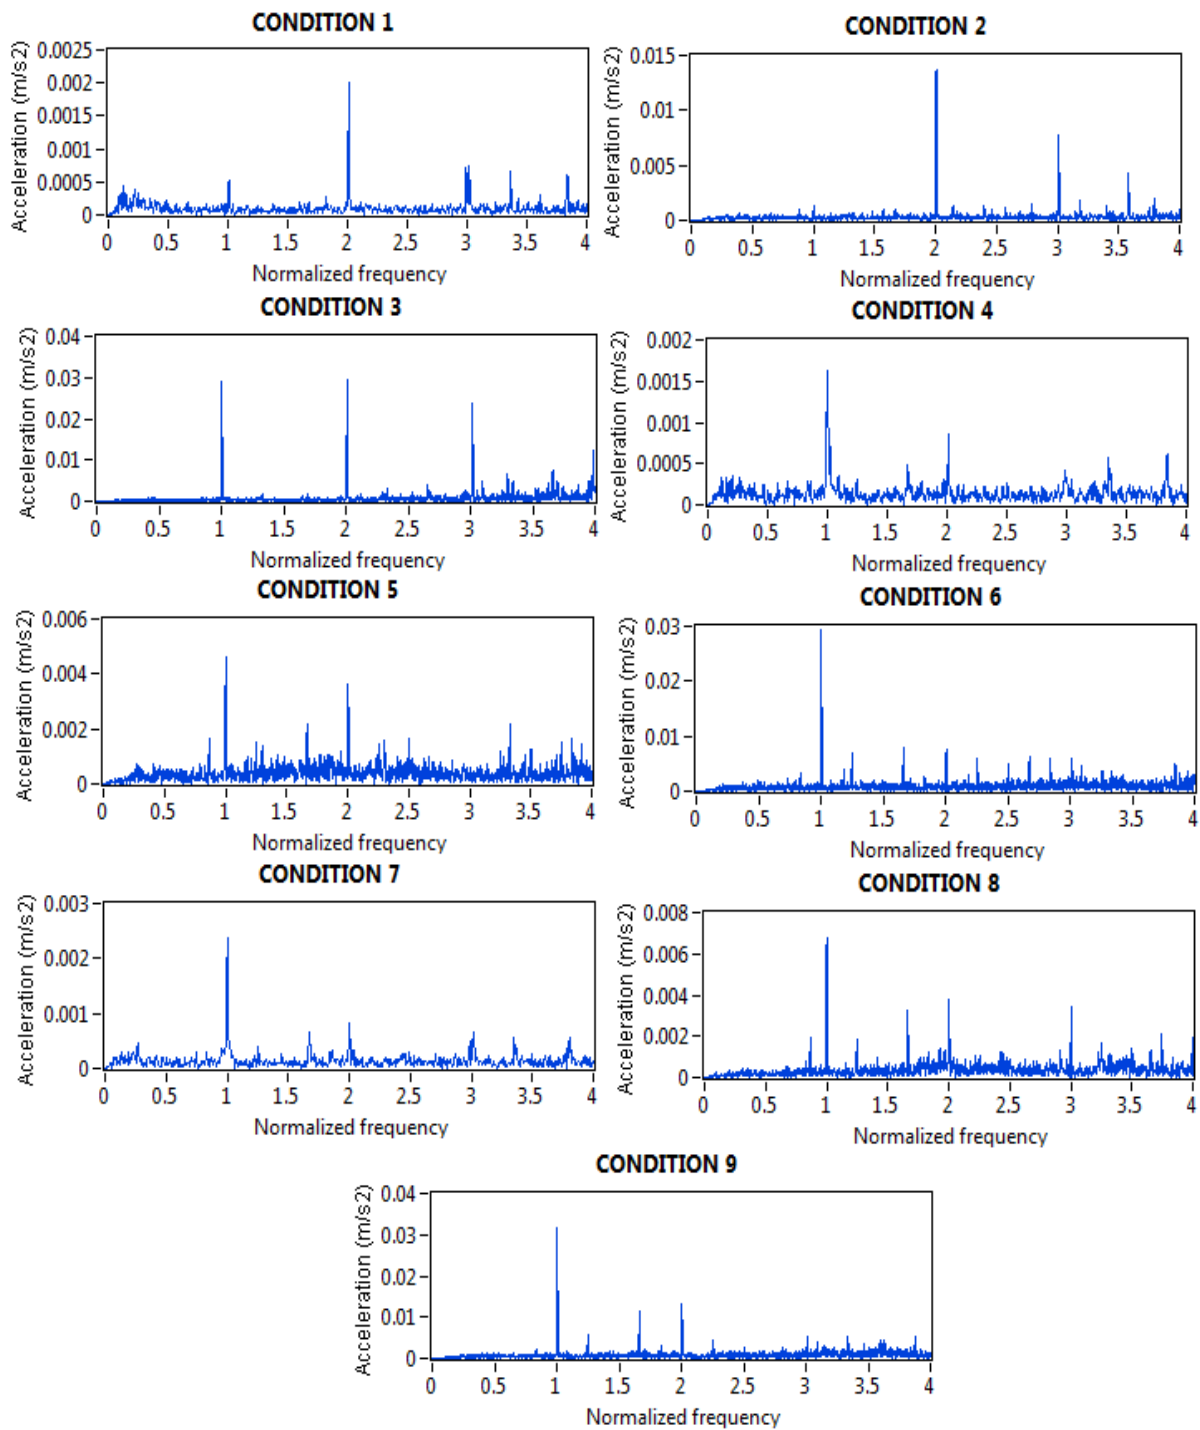 CONDITION 1
Acceleration (m/s2)
0.0025
0.002
0.0015
0.001
0.0005
0
0 0.5 1 1.5 2 2.5 3 3.5 4
Normalized frequency
CONDITION 2
Acceleration (m/s2)
0.015
0.01
0.005
0
0 0.5 1 1.5 2 2.5 3 3.5 4
Normalized frequency
CONDITION 3
Acceleration (m/s2)
0.04
0.03
0.02
0.01
0
0 0.5 1 1.5 2 2.5 3 3.5 4
Normalized frequency
CONDITION 4
Acceleration (m/s2)
0.002
0.0015
0.001
0.0005
0
0 0.5 1 1.5 2 2.5 3 3.5 4
Normalized frequency
CONDITION 5
Acceleration (m/s2)
0.006
0.004
0.002
0
0 0.5 1 1.5 2 2.5 3 3.5 4
Normalized frequency
CONDITION 6
Acceleration (m/s2)
0.03
0.02
0.01
0
0 0.5 1 1.5 2 2.5 3 3.5 4
Normalized frequency
CONDITION 7
Acceleration (m/s2)
0.003
0.002
0.001
0
0 0.5 1 1.5 2 2.5 3 3.5 4
Normalized frequency
CONDITION 8
Acceleration (m/s2)
0.008
0.006
0.004
0.002
0
0 0.5 1 1.5 2 2.5 3 3.5 4
Normalized frequency
CONDITION 9
Acceleration (m/s2)
0.04
0.03
0.02
0.01
0
0 0.5 1 1.5 2 2.5 3 3.5 4
Normalized frequency